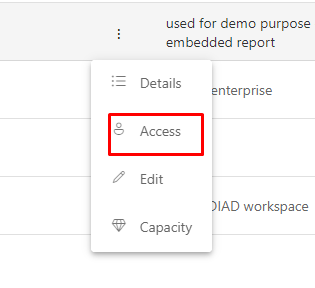 used for demo purpose
embedded report
Details
enterprise
Access
Edit
DIAD workspace
Capacity